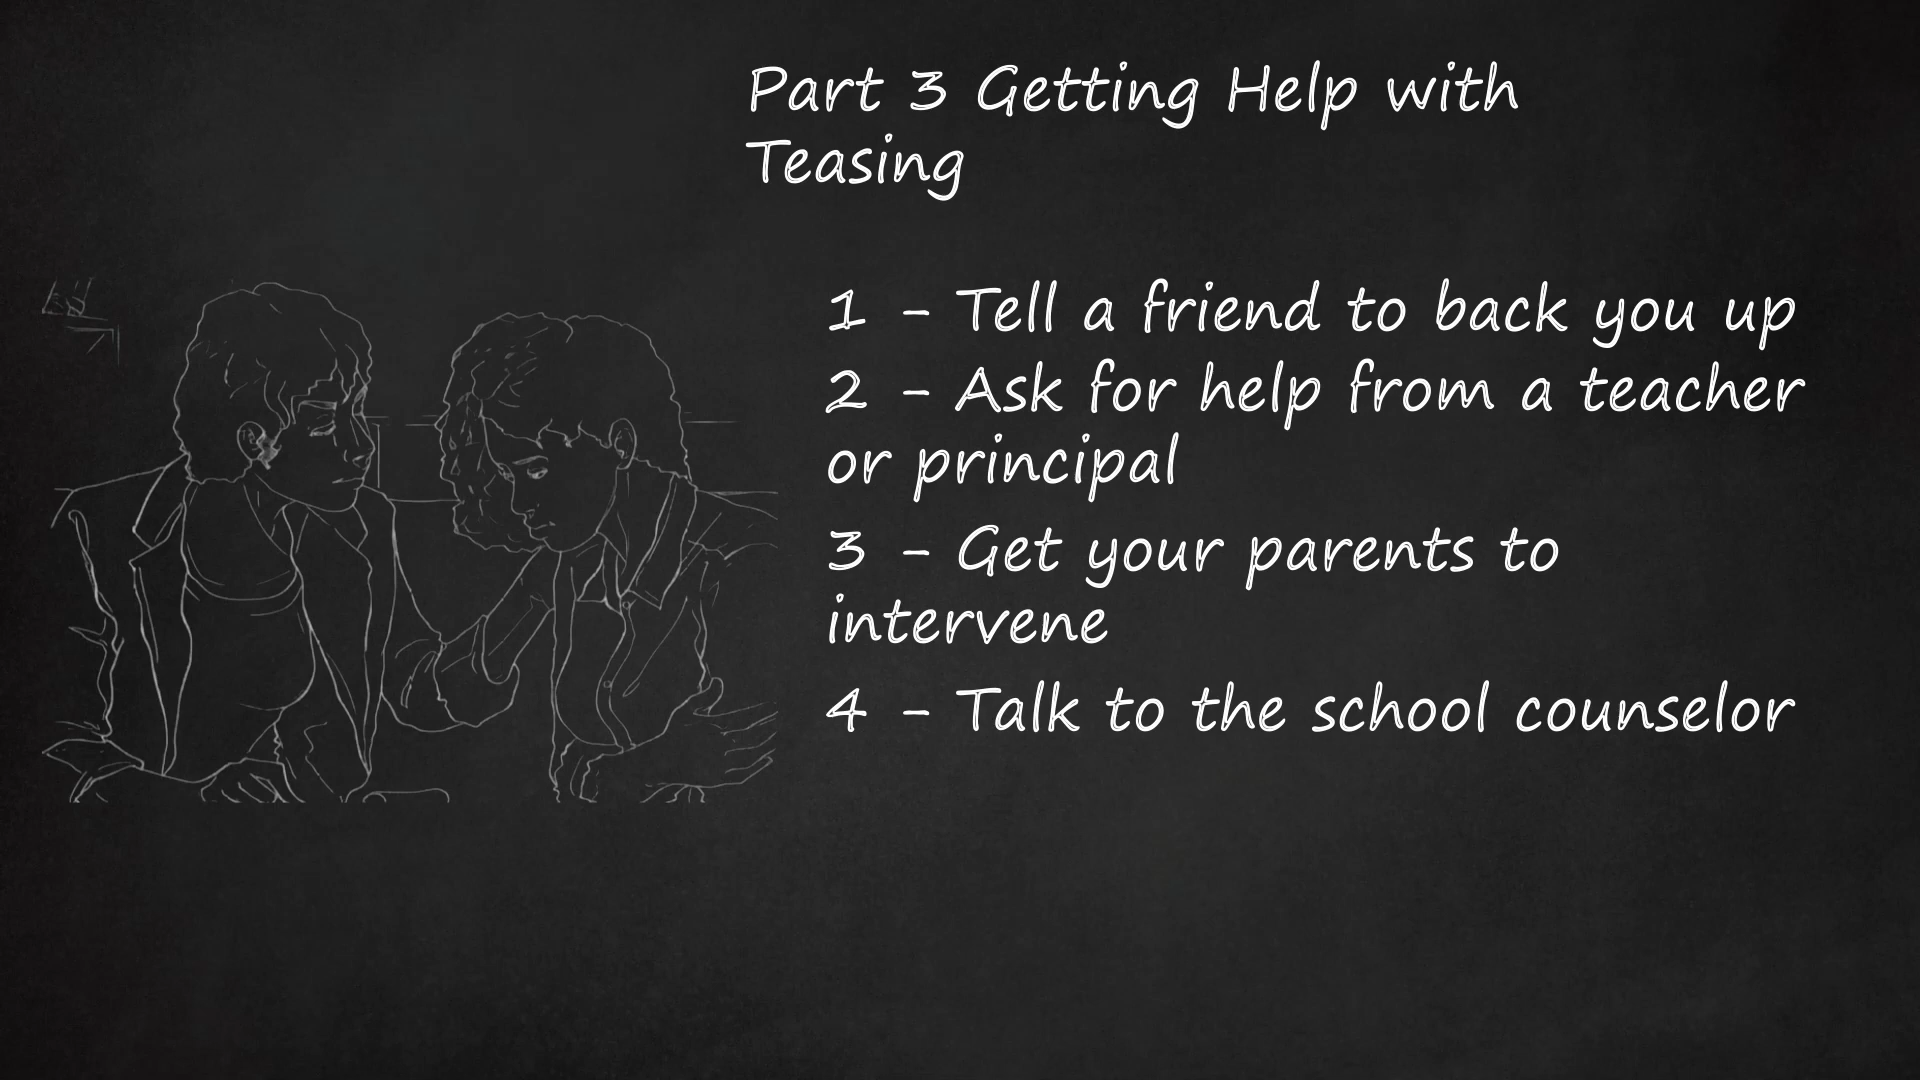 Part 3 Getting Help with
Teasing
1 - Tell a friend to back you up
2 - Ask for help from a teacher
or principal
3 - Get your parents to
intervene
4 - Talk to the school counselor